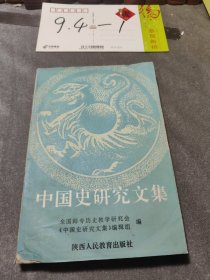 9.4-1
中国史研究文集
全国师专历史教学研究会
《中国史研究文集》编辑组
编
陕西人民教育出版社